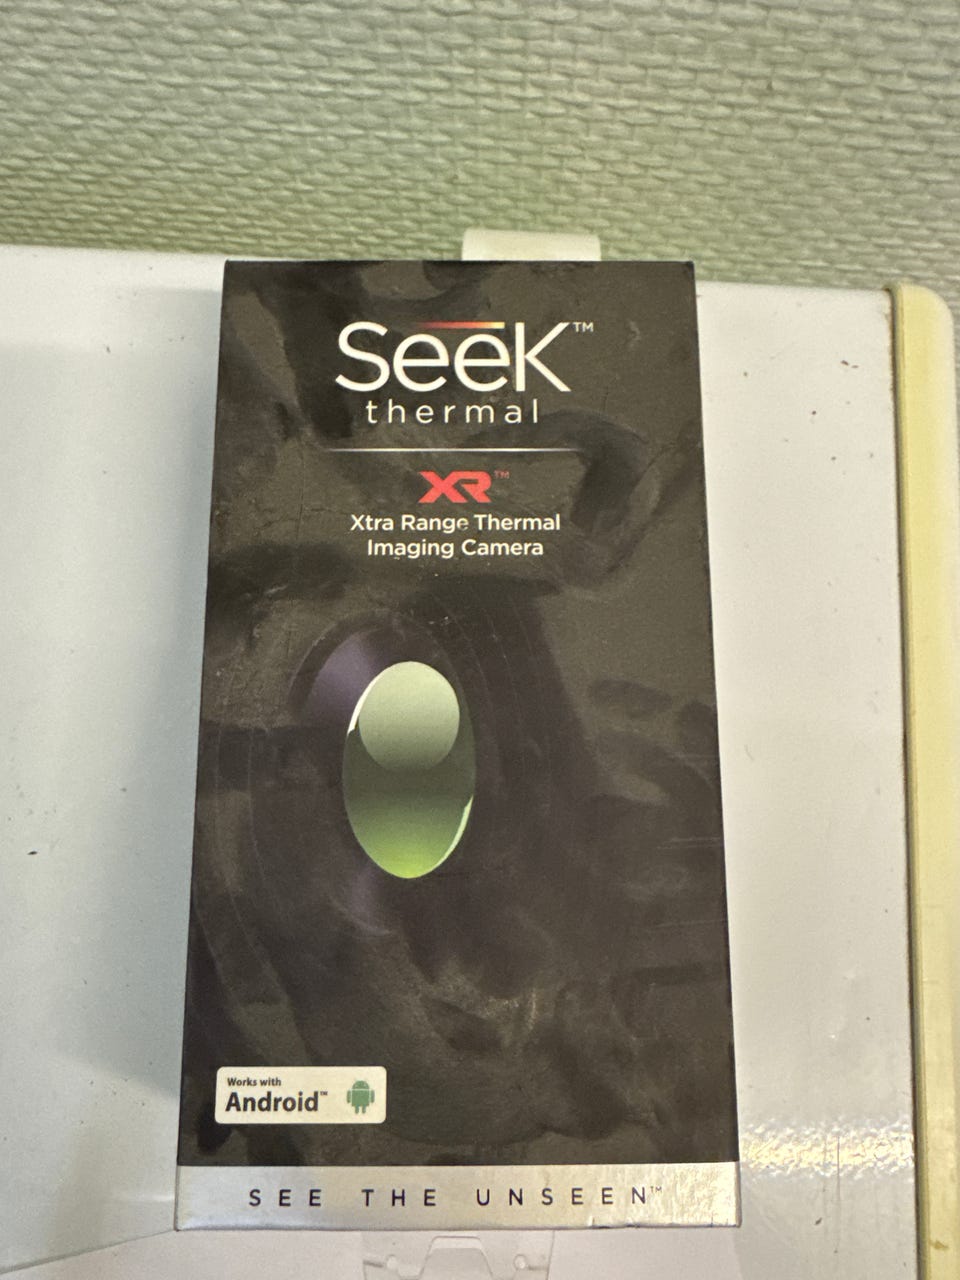 Seek™
thermal
XR™
Xtra Range Thermal
Imaging Camera
Works with
Android™
SEE THE UNSEEN™